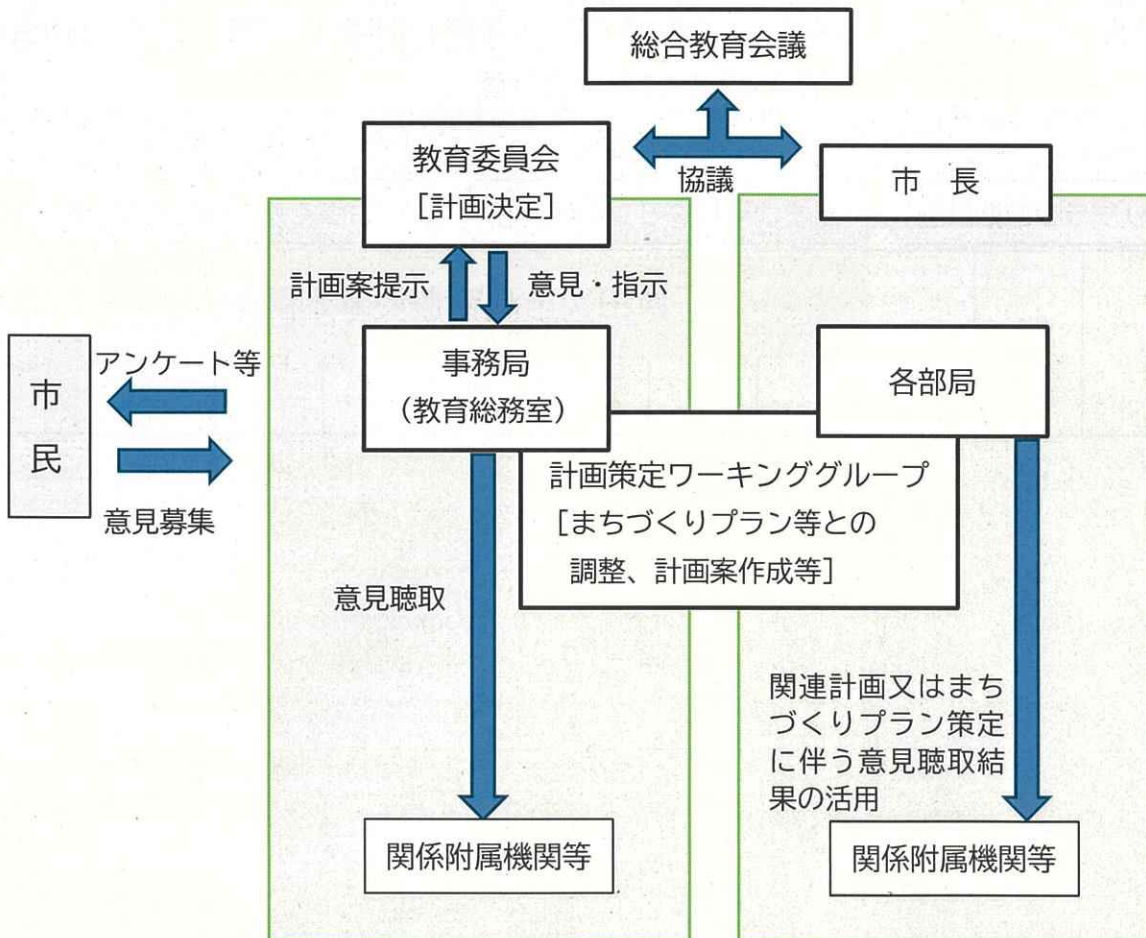 総合教育会議
教育委員会
[計画決定]
協議
市　長
計画案提示
意見・指示
市
民
アンケート等
意見募集
事務局
（教育総務室）
各部局
計画策定ワーキンググループ
[まちづくりプラン等との
調整、計画案作成等]
意見聴取
関連計画又はまち
づくりプラン策定
に伴う意見聴取結
果の活用
関係附属機関等
関係附属機関等